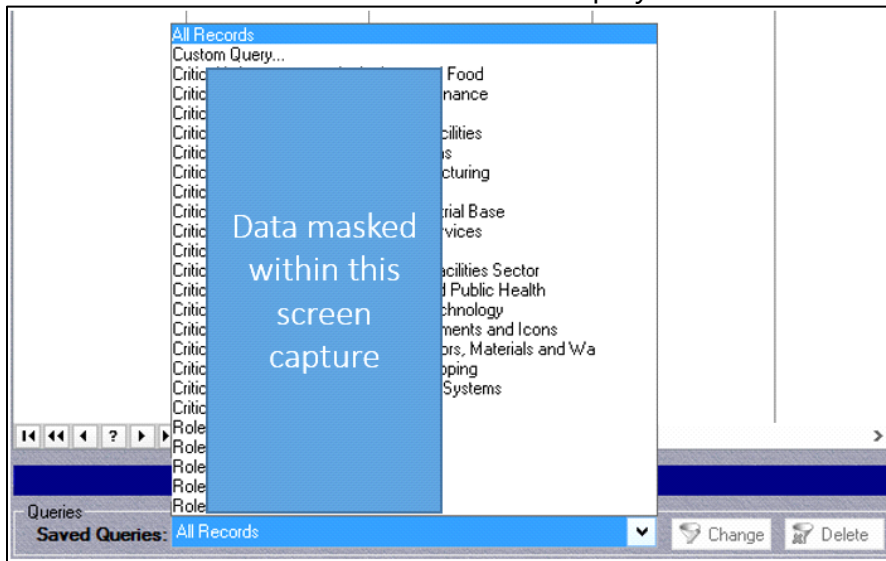 All Records
Custom Query...
Critic Food
Critic nance
Critic
Critic cilities
Critic s
Critic cturing
Critic
Critic trial Base
Critic vices
Critic
Critic acilities Sector
Critic d Public Health
Critic chnology
Critic ments and Icons
Critic ors, Materials and Wa
Critic pping
Critic Systems
Critic
Role
Role
Role
Role
Role
Data masked
within this
screen
capture
?
Queries
Saved Queries: All Records Change Delete